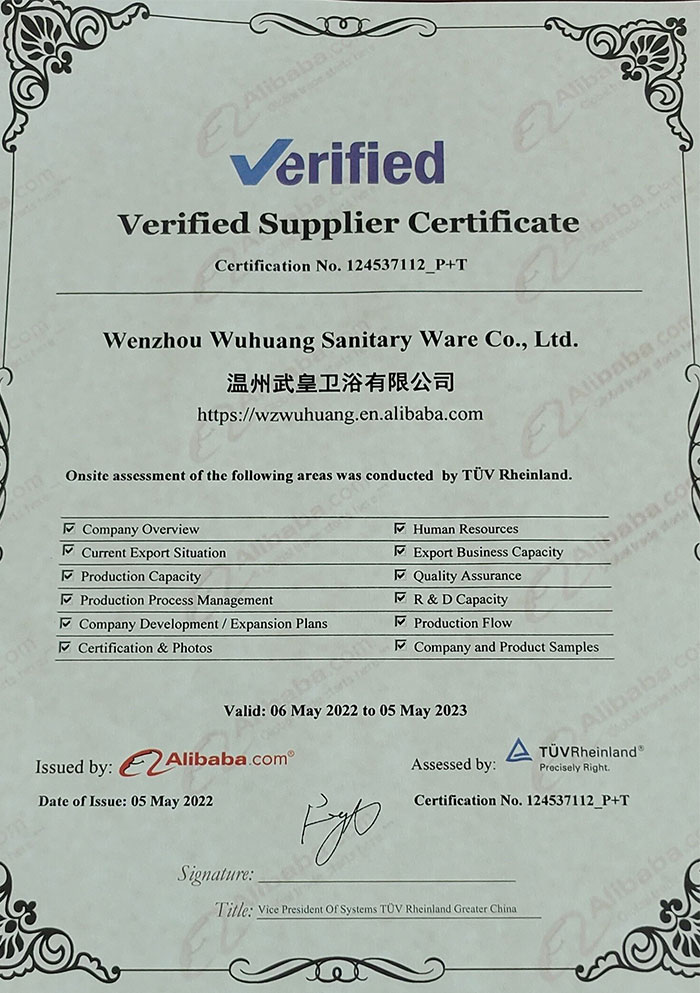 Verified
Verified Supplier Certificate
Certification No. 124537112_P+T
Wenzhou Wuhuang Sanitary Ware Co., Ltd.
温州武皇卫浴有限公司
https://wzwuhuang.en.alibaba.com
Onsite assessment of the following areas was conducted by TÜV Rheinland.
Company Overview
Human Resources
Current Export Situation
Export Business Capacity
Production Capacity
Quality Assurance
Production Process Management
R & D Capacity
Company Development / Expansion Plans
Production Flow
Certification & Photos
Company and Product Samples
Valid: 06 May 2022 to 05 May 2023
Issued by: Alibaba.com®
Assessed by: TÜVRheinland®
Precisely Right.
Date of Issue: 05 May 2022
Certification No. 124537112_P+T
Signature:
Title: Vice President Of Systems TÜV Rheinland Greater China